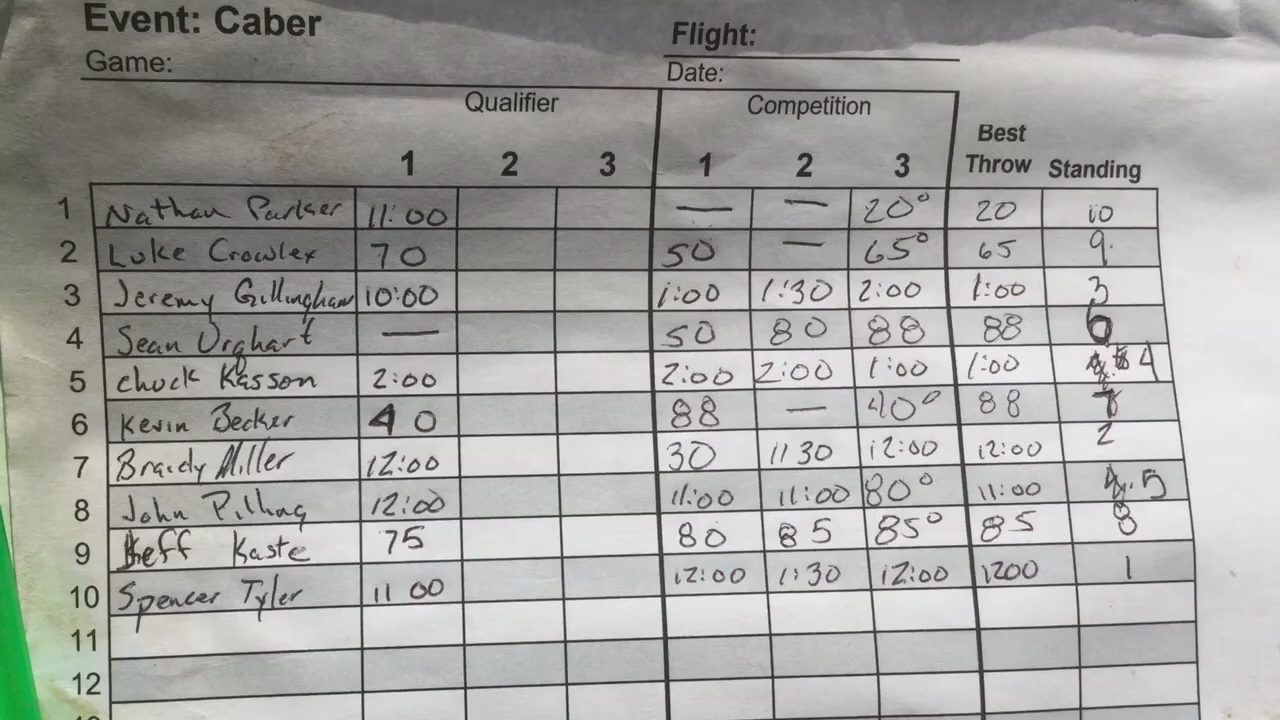 Event: Caber Flight:
Game: Date:
Qualifier Competition
1 2 3 1 2 3 Best Throw Standing
1 Nathan Parker 11:00 — — 20° 20 10
2 Luke Crowley 70 50 — 65° 65 9.
3 Jeremy Gillingham 10:00 1:00 1:30 2:00 1:00 3
4 Sean Urghart — 50 80 88 88 6
5 Chuck Kasson 2:00 2:00 2:00 1:00 1:00 4
6 Kevin Becker 40 88 — 40° 88 7
7 Braidy Miller 12:00 30 11 30 12:00 12:00 2
8 John Pilling 12:00 11:00 11:00 80° 11:00 5
9 Jeff Kaste 75 80 85 85° 85 8
10 Spencer Tyler 11 00 12:00 1:30 12:00 1200 1
11
12